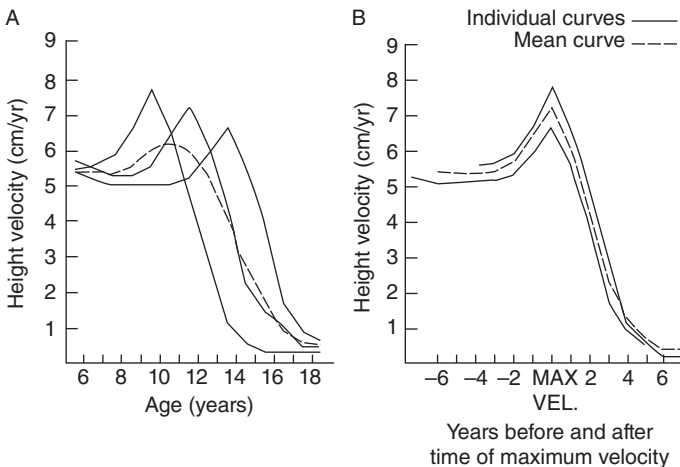 A
Height velocity (cm/yr)
9
8
7
6
5
4
3
2
1
6 8 10 12 14 16 18
Age (years)
B
Individual curves
Mean curve
Height velocity (cm/yr)
9
8
7
6
5
4
3
2
1
–6 –4 –2 MAX 2 4 6
VEL.
Years before and after
time of maximum velocity